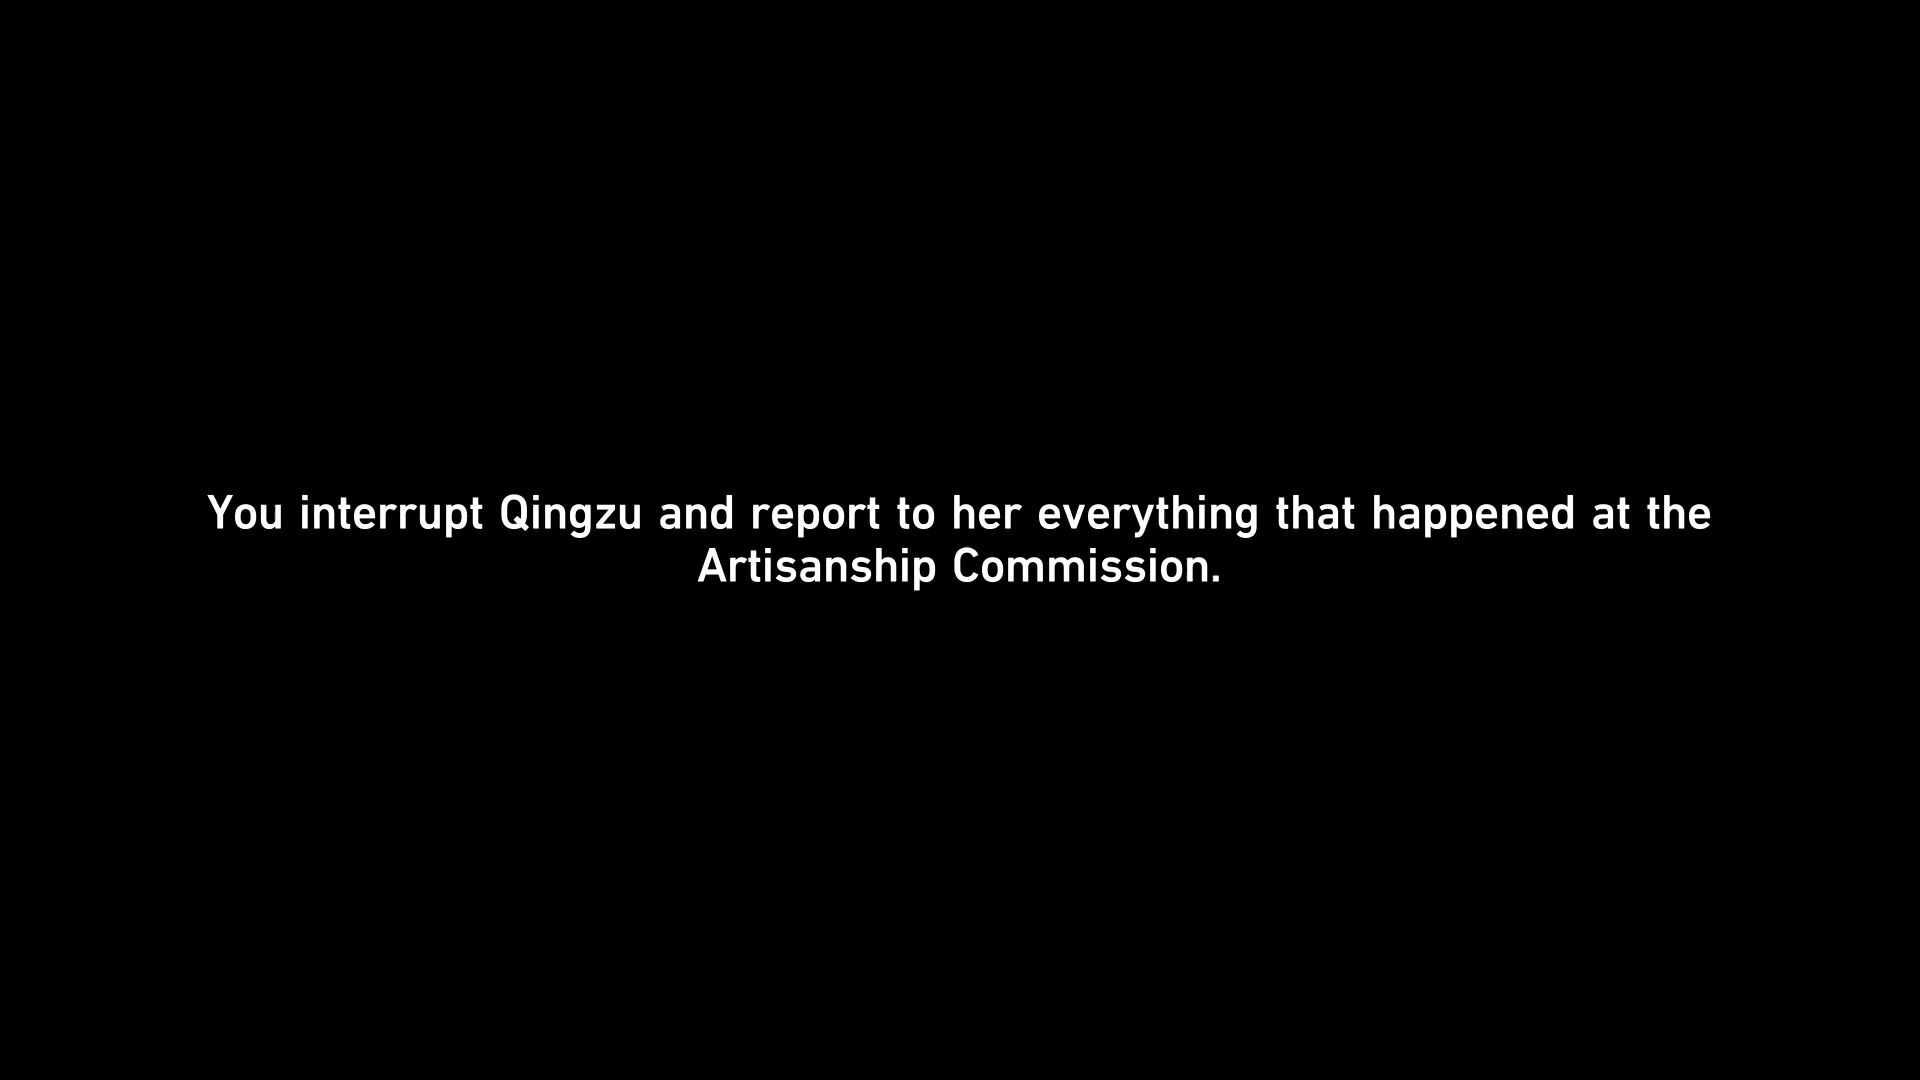 You interrupt Qingzu and report to her everything that happened at the
Artisanship Commission.